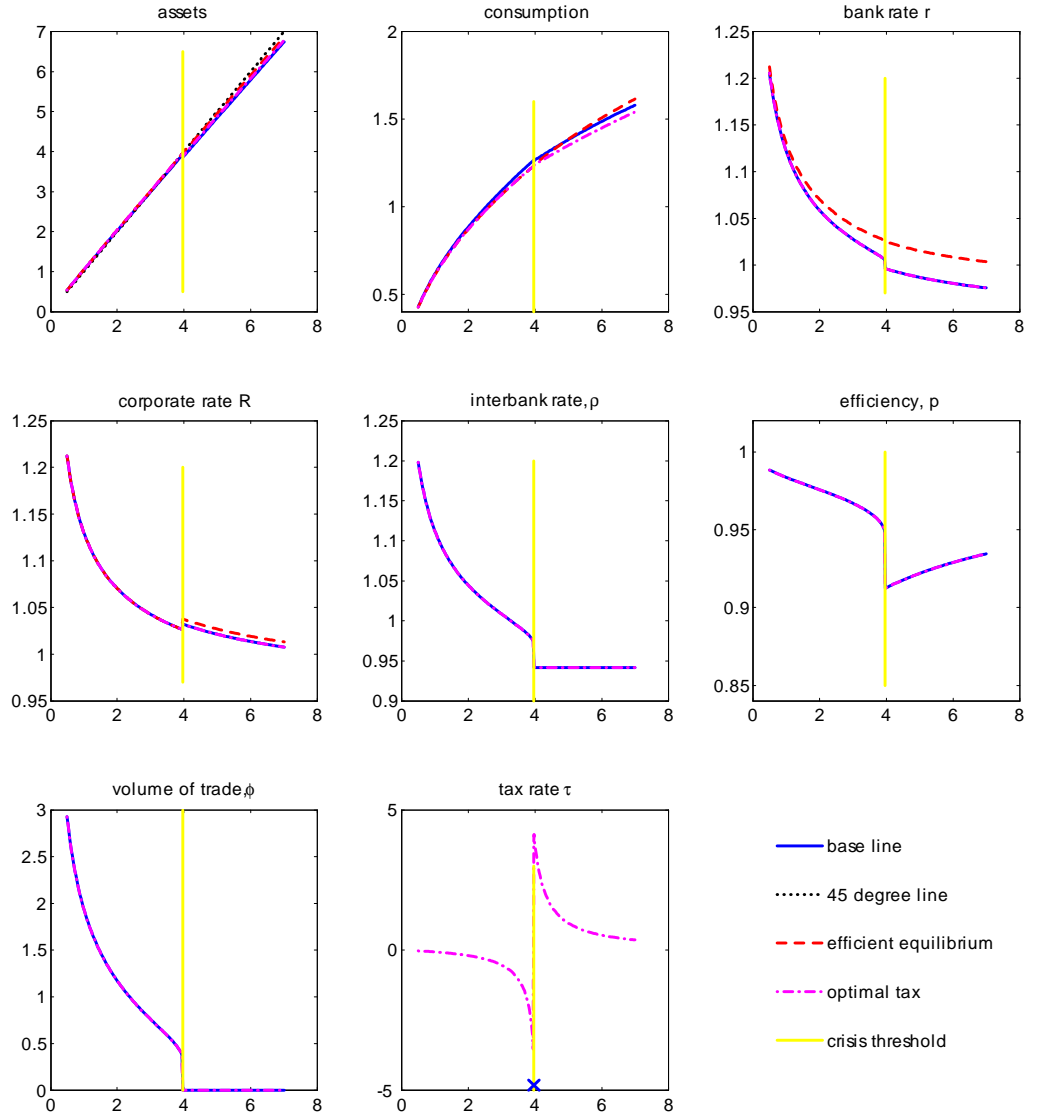 assets
7
6
5
4
3
2
1
0
0 2 4 6 8
consumption
2
1.5
1
0.5
0 2 4 6 8
bank rate r
1.25
1.2
1.15
1.1
1.05
1
0.95
0 2 4 6 8
corporate rate R
1.25
1.2
1.15
1.1
1.05
1
0.95
0 2 4 6 8
interbank rate, ρ
1.25
1.2
1.15
1.1
1.05
1
0.95
0.9
0 2 4 6 8
efficiency, p
1
0.95
0.9
0.85
0 2 4 6 8
volume of trade,ϕ
3
2.5
2
1.5
1
0.5
0
0 2 4 6 8
tax rate τ
5
0
-5
0 2 4 6 8
base line
45 degree line
efficient equilibrium
optimal tax
crisis threshold